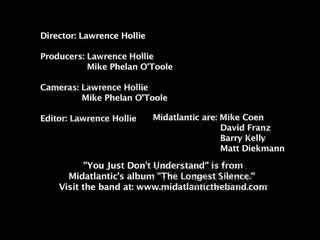 Director: Lawrence Hollie
Producers: Lawrence Hollie
Mike Phelan O'Toole
Cameras: Lawrence Hollie
Mike Phelan O'Toole
Editor: Lawrence Hollie
Midatlantic are: Mike Coen
David Franz
Barry Kelly
Matt Diekmann
"You Just Don't Understand" is from
Midatlantic's album "The Longest Silence."
Visit the band at: www.midatlantictheband.com